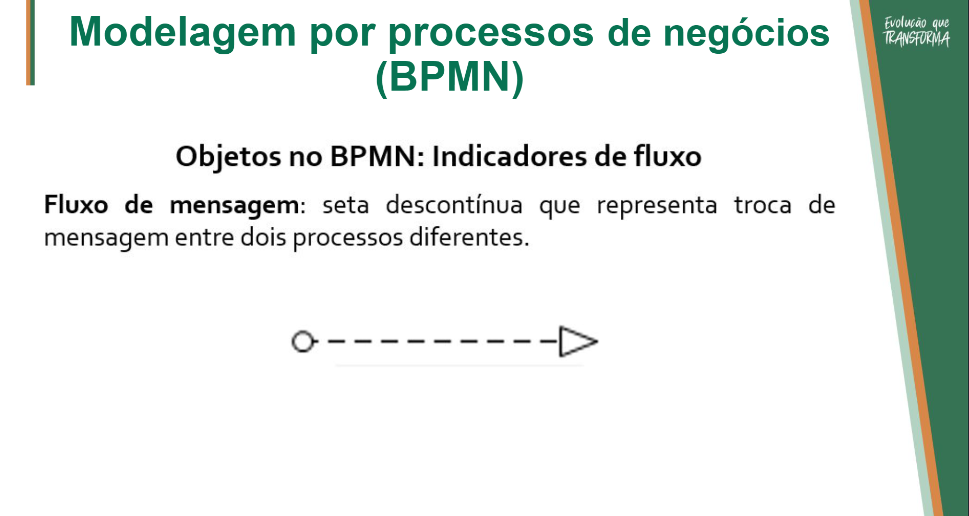 Modelagem por processos de negócios
(BPMN)
Evolução que
TRANSFORMA
Objetos no BPMN: Indicadores de fluxo
Fluxo de mensagem: seta descontínua que representa troca de
mensagem entre dois processos diferentes.